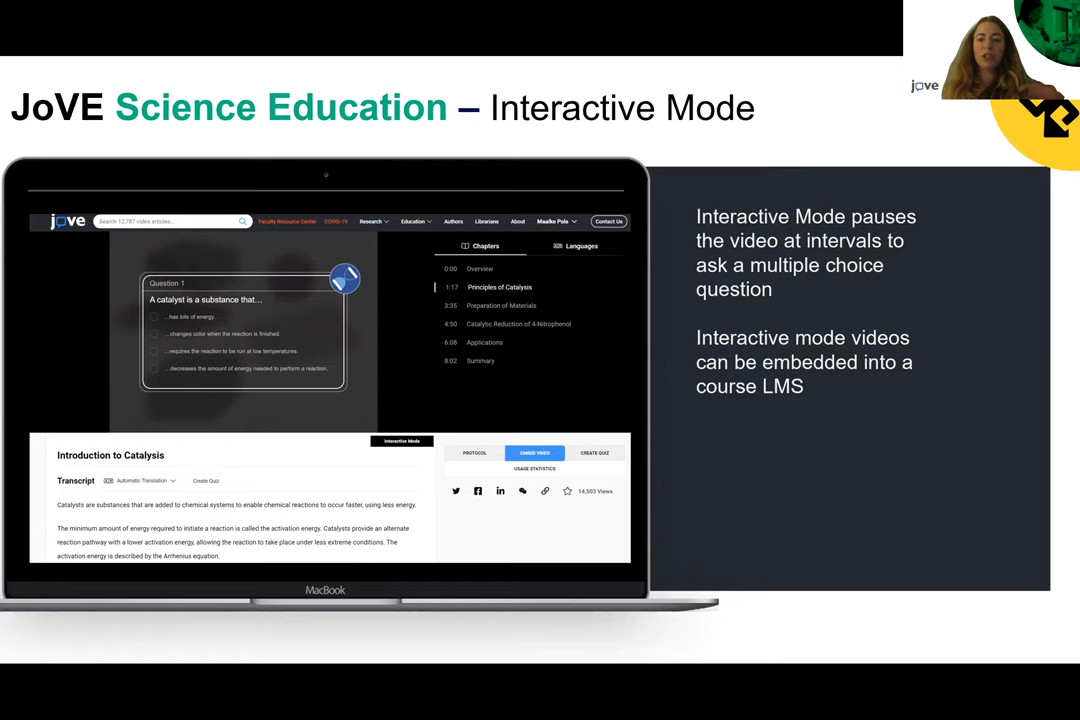 jove
JoVE Science Education – Interactive Mode
jove
Search 12,787 video articles...
Faculty Resource Center
COVID-19
Research
Education
Authors
Librarians
About
Maaike Pols
Contact Us
Question 1
A catalyst is a substance that…
...has lots of energy.
...changes color when the reaction is finished.
...requires the reaction to be run at low temperatures.
...decreases the amount of energy needed to perform a reaction.
Chapters
Languages
0:00 Overview
1:17 Principles of Catalysis
3:35 Preparation of Materials
4:50 Catalytic Reduction of 4-Nitrophenol
6:08 Applications
8:02 Summary
Interactive Mode
Introduction to Catalysis
Transcript
Automatic Translation
Create Quiz
Catalysts are substances that are added to chemical systems to enable chemical reactions to occur faster, using less energy.
The minimum amount of energy required to initiate a reaction is called the activation energy. Catalysts provide an alternate
reaction pathway with a lower activation energy, allowing the reaction to take place under less extreme conditions. The
activation energy is described by the Arrhenius equation.
PROTOCOL
EMBED VIDEO
CREATE QUIZ
USAGE STATISTICS
14,503 Views
MacBook
Interactive Mode pauses
the video at intervals to
ask a multiple choice
question
Interactive mode videos
can be embedded into a
course LMS